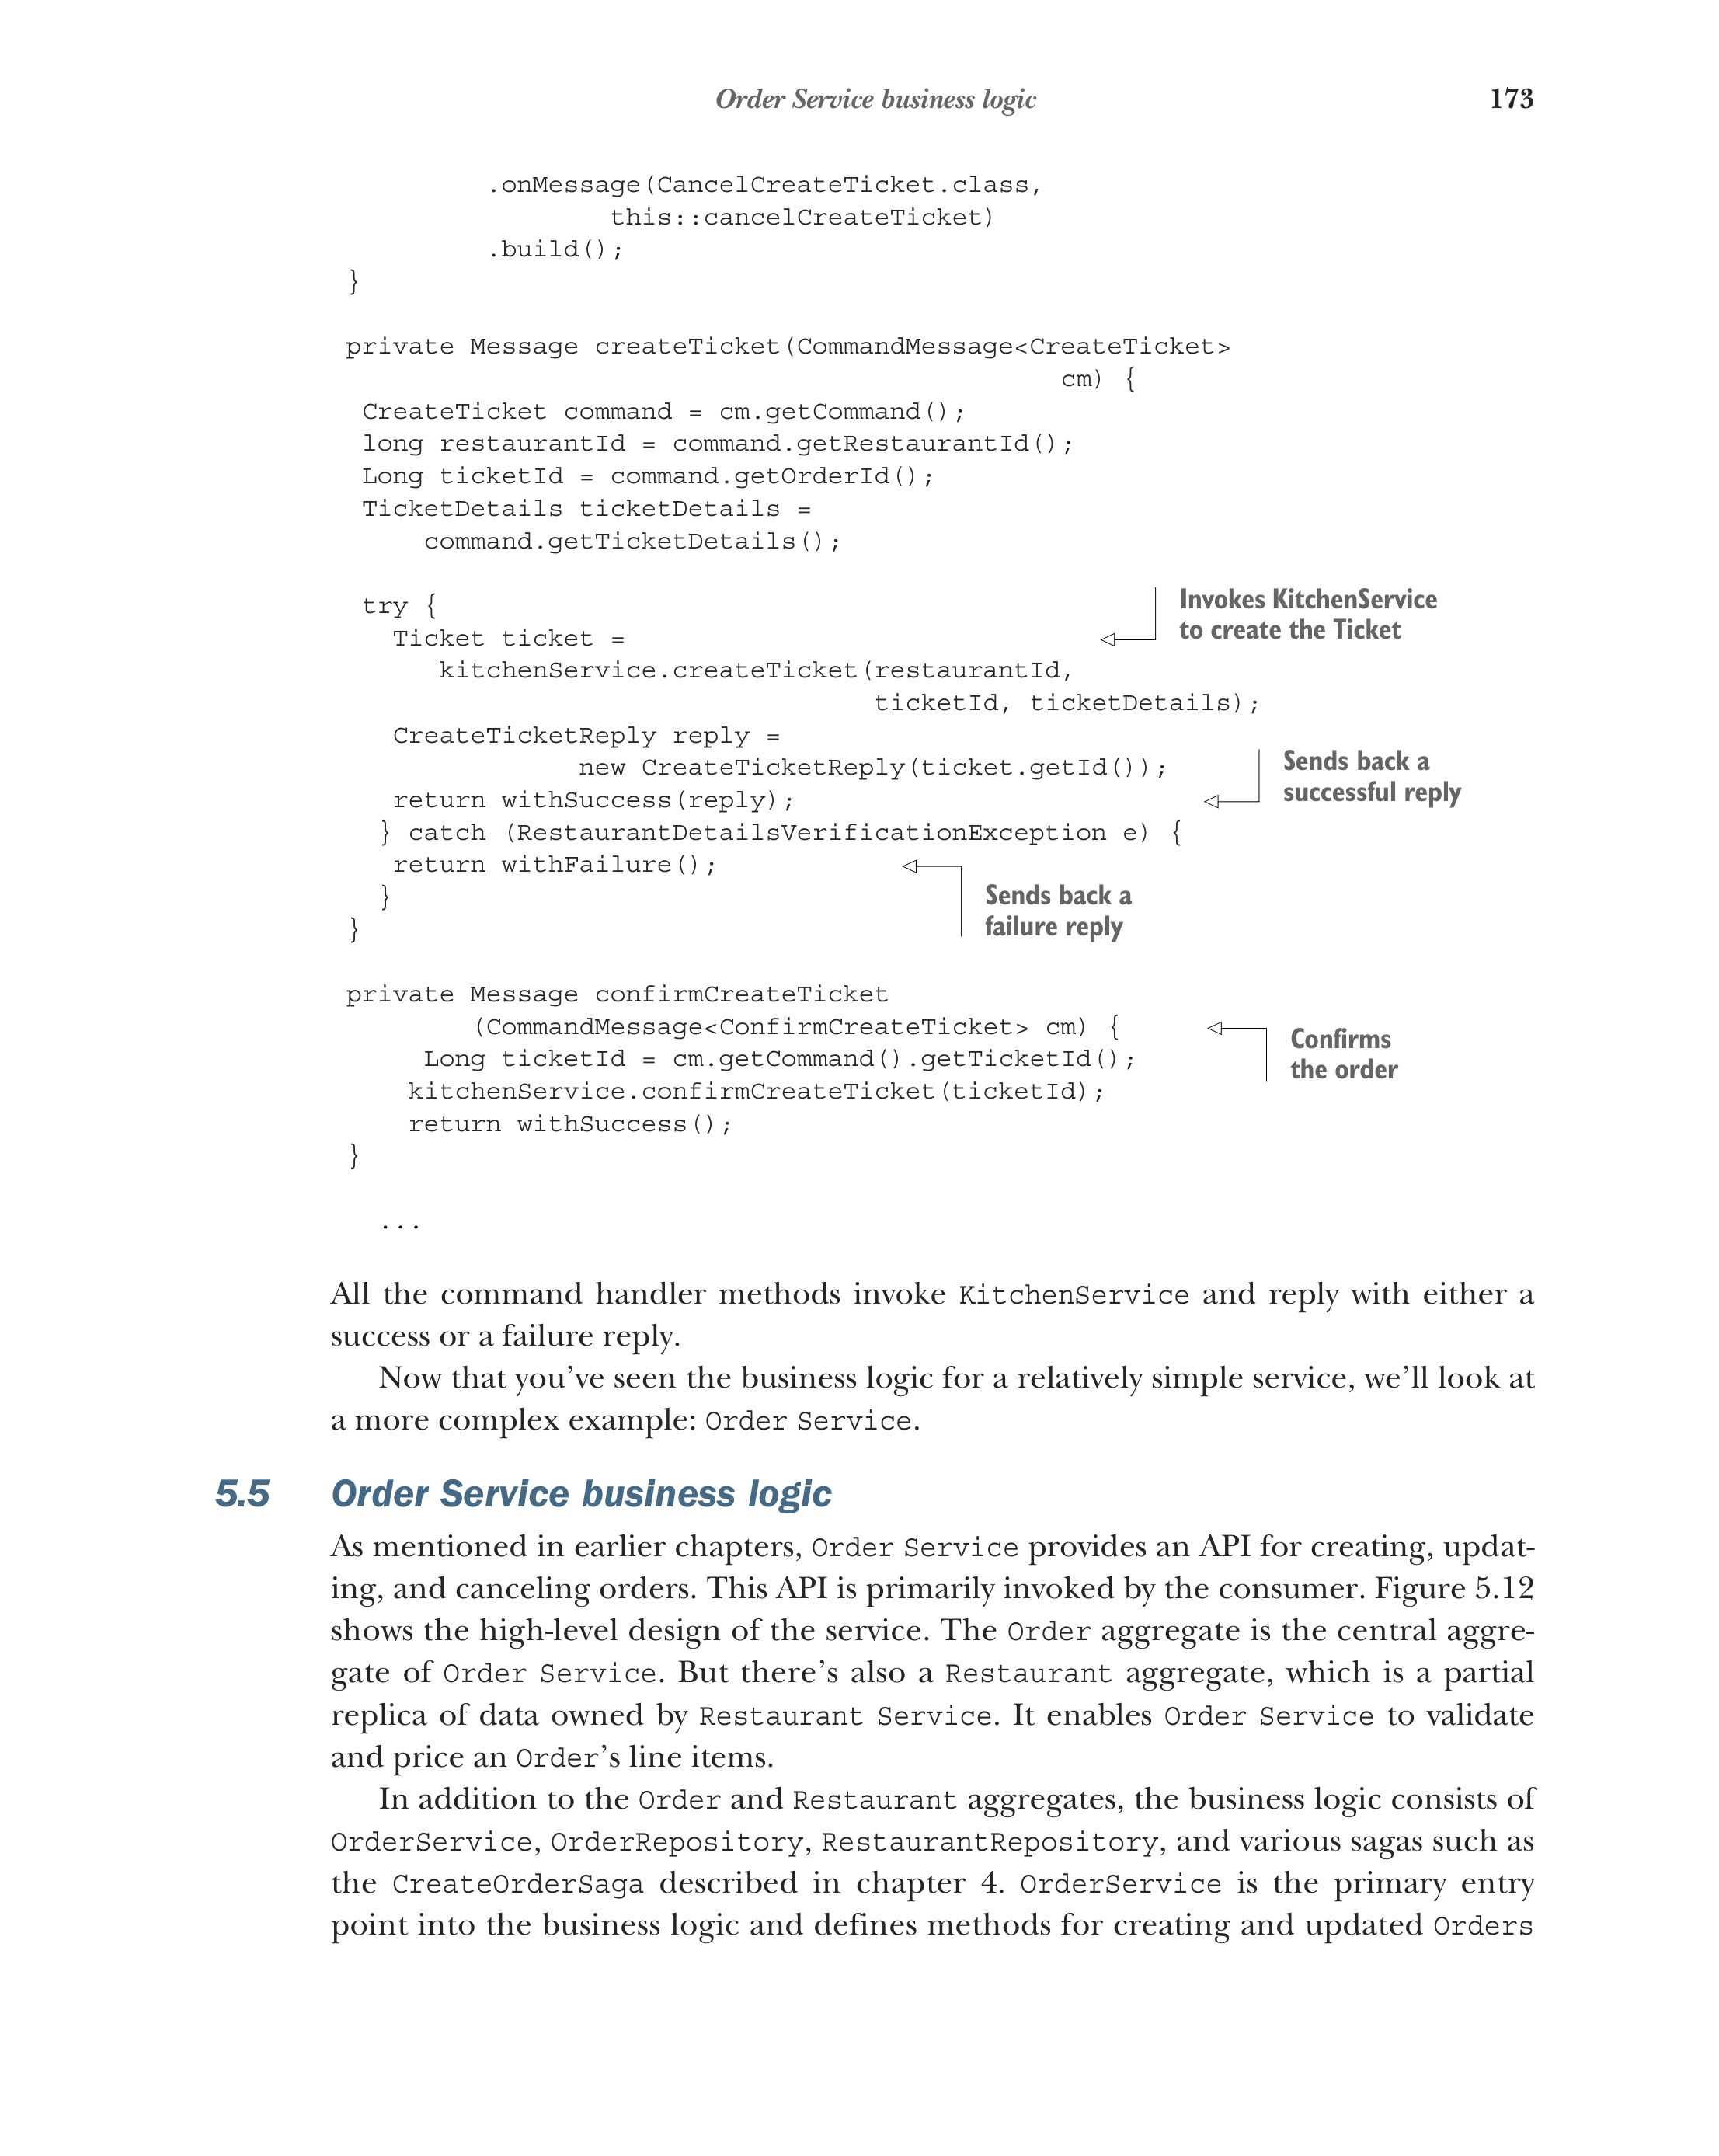 Order Service business logic 173
.onMessage(CancelCreateTicket.class,
this::cancelCreateTicket)
.build();
}
private Message createTicket(CommandMessage<CreateTicket>
cm) {
CreateTicket command = cm.getCommand();
long restaurantId = command.getRestaurantId();
Long ticketId = command.getOrderId();
TicketDetails ticketDetails =
command.getTicketDetails();
try {
Invokes KitchenService
to create the Ticket
Ticket ticket =
kitchenService.createTicket(restaurantId,
ticketId, ticketDetails);
CreateTicketReply reply =
new CreateTicketReply(ticket.getId());
Sends back a
successful reply
return withSuccess(reply);
} catch (RestaurantDetailsVerificationException e) {
return withFailure();
Sends back a
failure reply
}
}
private Message confirmCreateTicket
(CommandMessage<ConfirmCreateTicket> cm) {
Confirms
the order
Long ticketId = cm.getCommand().getTicketId();
kitchenService.confirmCreateTicket(ticketId);
return withSuccess();
}
...
All the command handler methods invoke KitchenService and reply with either a
success or a failure reply.
Now that you’ve seen the business logic for a relatively simple service, we’ll look at
a more complex example: Order Service.
5.5 Order Service business logic
As mentioned in earlier chapters, Order Service provides an API for creating, updat-
ing, and canceling orders. This API is primarily invoked by the consumer. Figure 5.12
shows the high-level design of the service. The Order aggregate is the central aggre-
gate of Order Service. But there’s also a Restaurant aggregate, which is a partial
replica of data owned by Restaurant Service. It enables Order Service to validate
and price an Order’s line items.
In addition to the Order and Restaurant aggregates, the business logic consists of
OrderService, OrderRepository, RestaurantRepository, and various sagas such as
the CreateOrderSaga described in chapter 4. OrderService is the primary entry
point into the business logic and defines methods for creating and updated Orders